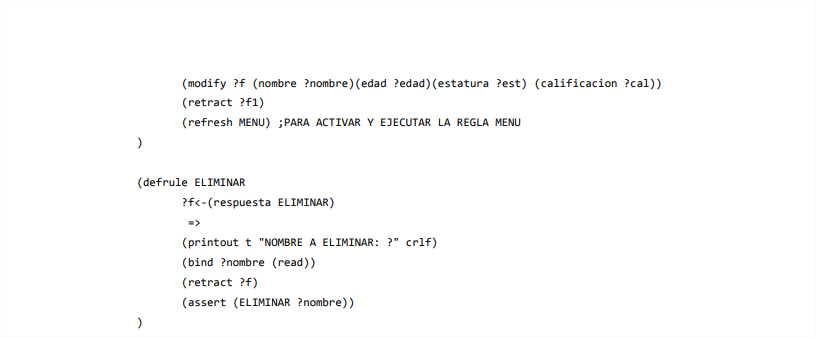 (modify ?f (nombre ?nombre)(edad ?edad)(estatura ?est) (calificacion ?cal))
(retract ?f1)
(refresh MENU) ;PARA ACTIVAR Y EJECUTAR LA REGLA MENU
)
(defrule ELIMINAR
?f<-(respuesta ELIMINAR)
=>
(printout t "NOMBRE A ELIMINAR: ?" crlf)
(bind ?nombre (read))
(retract ?f)
(assert (ELIMINAR ?nombre))
)